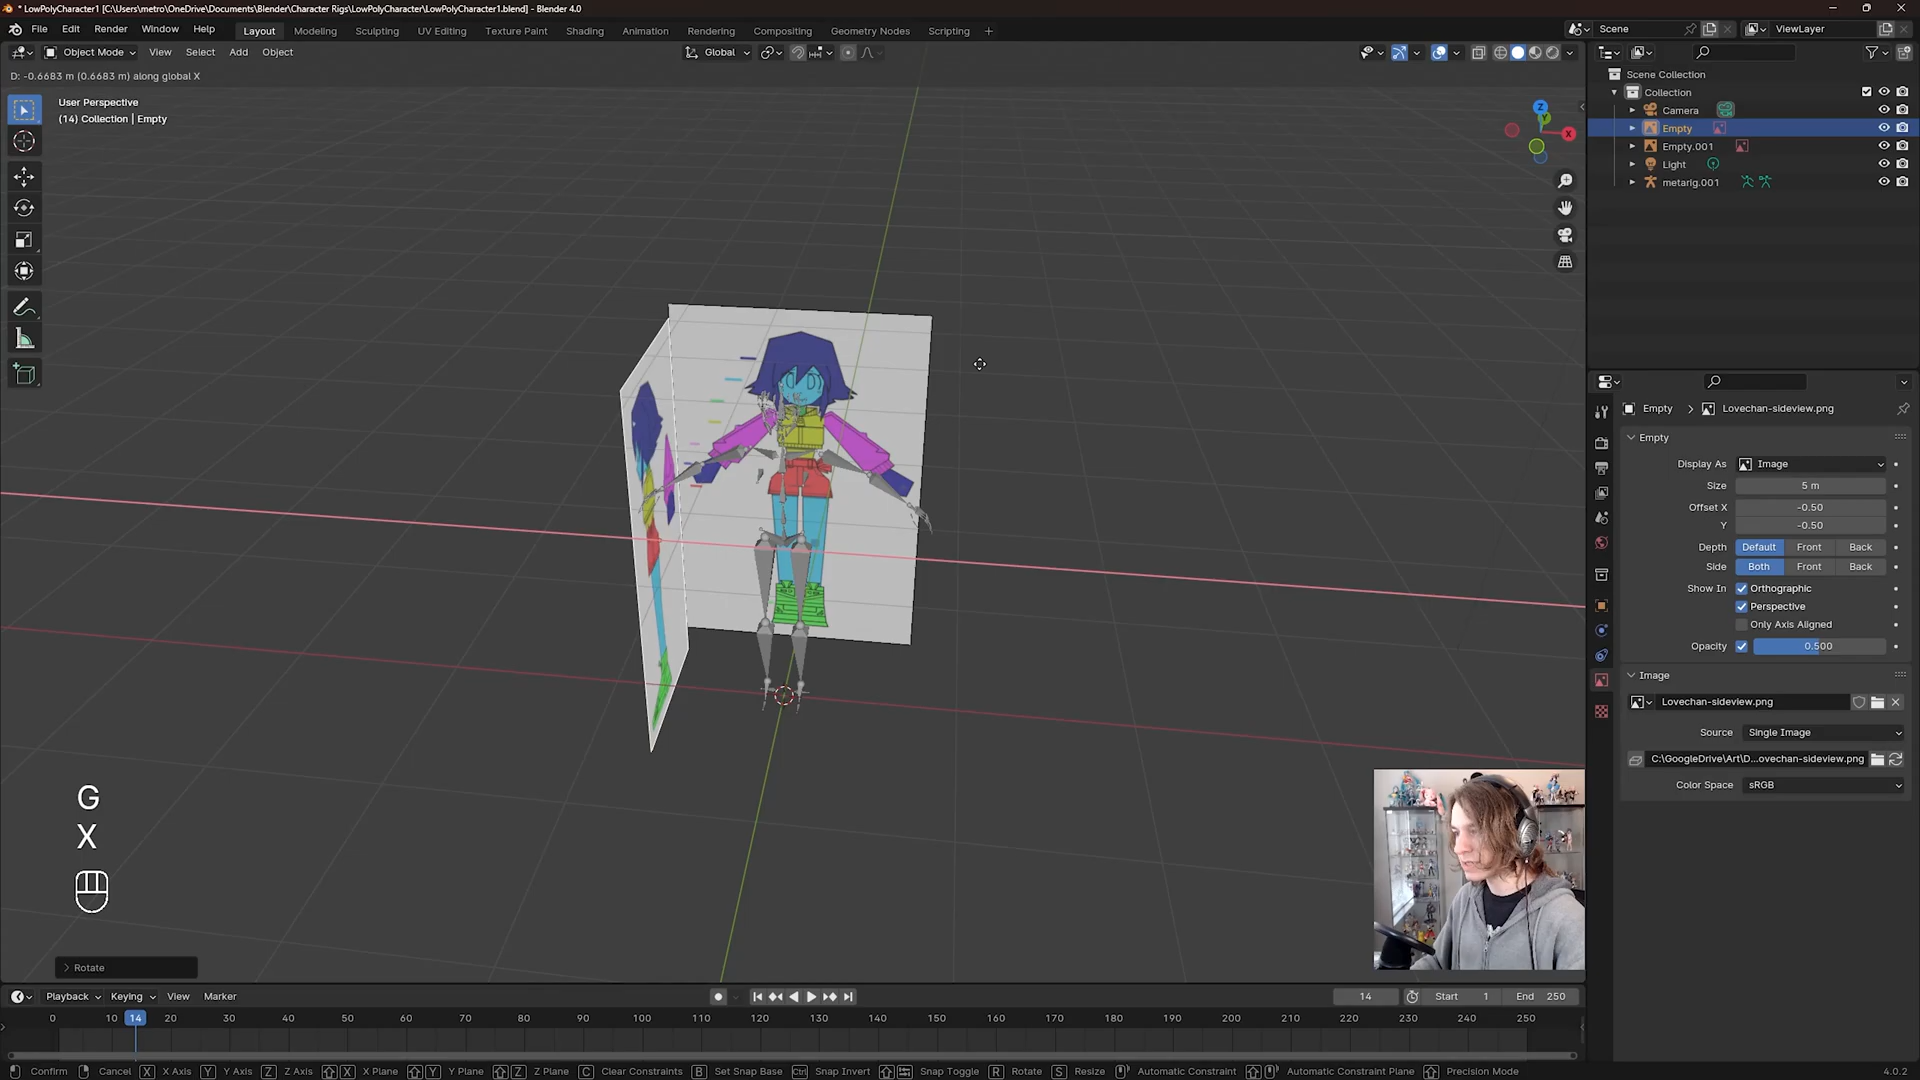 * LowPolyCharacter1 [C:\Users\metro\OneDrive\Documents\Blender\Character Rigs\LowPolyCharacter\LowPolyCharacter1.blend] - Blender 4.0
File Edit Render Window Help Layout Modeling Sculpting UV Editing Texture Paint Shading Animation Rendering Compositing Geometry Nodes Scripting + Scene ViewLayer
Object Mode View Select Add Object Global
D: -0.6683 m (0.6683 m) along global X
User Perspective
(14) Collection | Empty
Z
Y
X
Scene Collection
Collection
Camera
Empty
Empty.001
Light
metarig.001
Empty > Lovechan-sideview.png
Empty
Display As Image
Size 5 m
Offset X -0.50
Y -0.50
Depth Default Front Back
Side Both Front Back
Show In Orthographic
Perspective
Only Axis Aligned
Opacity 0.500
Image
Lovechan-sideview.png
Source Single Image
C:\GoogleDrive\Art\D...ovechan-sideview.png
Color Space sRGB
G
X
> Rotate
Playback Keying View Marker 14 Start 1 End 250
0 10 14 20 30 40 50 60 70 80 90 100 110 120 130 140 150 160 170 180 190 200 210 220 230 240 250
Confirm Cancel X X Axis Y Y Axis Z Z Axis X X Plane Y Y Plane Z Z Plane C Clear Constraints B Set Snap Base Ctrl Snap Invert Snap Toggle R Rotate S Resize Automatic Constraint Automatic Constraint Plane Precision Mode 4.0.2